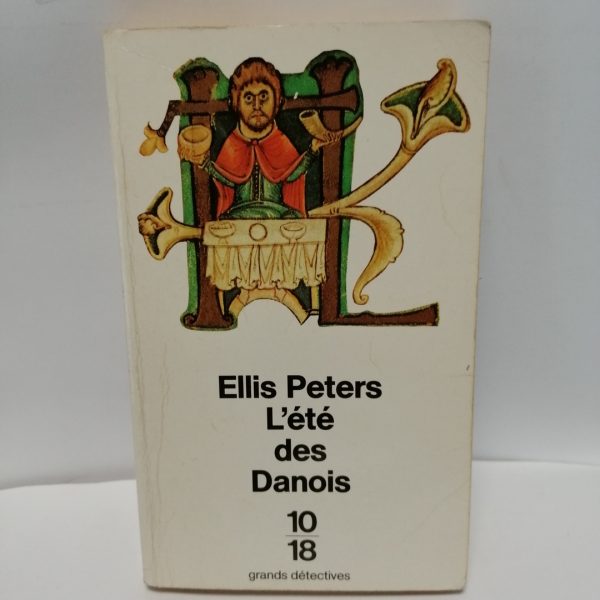 Ellis Peters
L'été
des
Danois
10
18
grands détectives